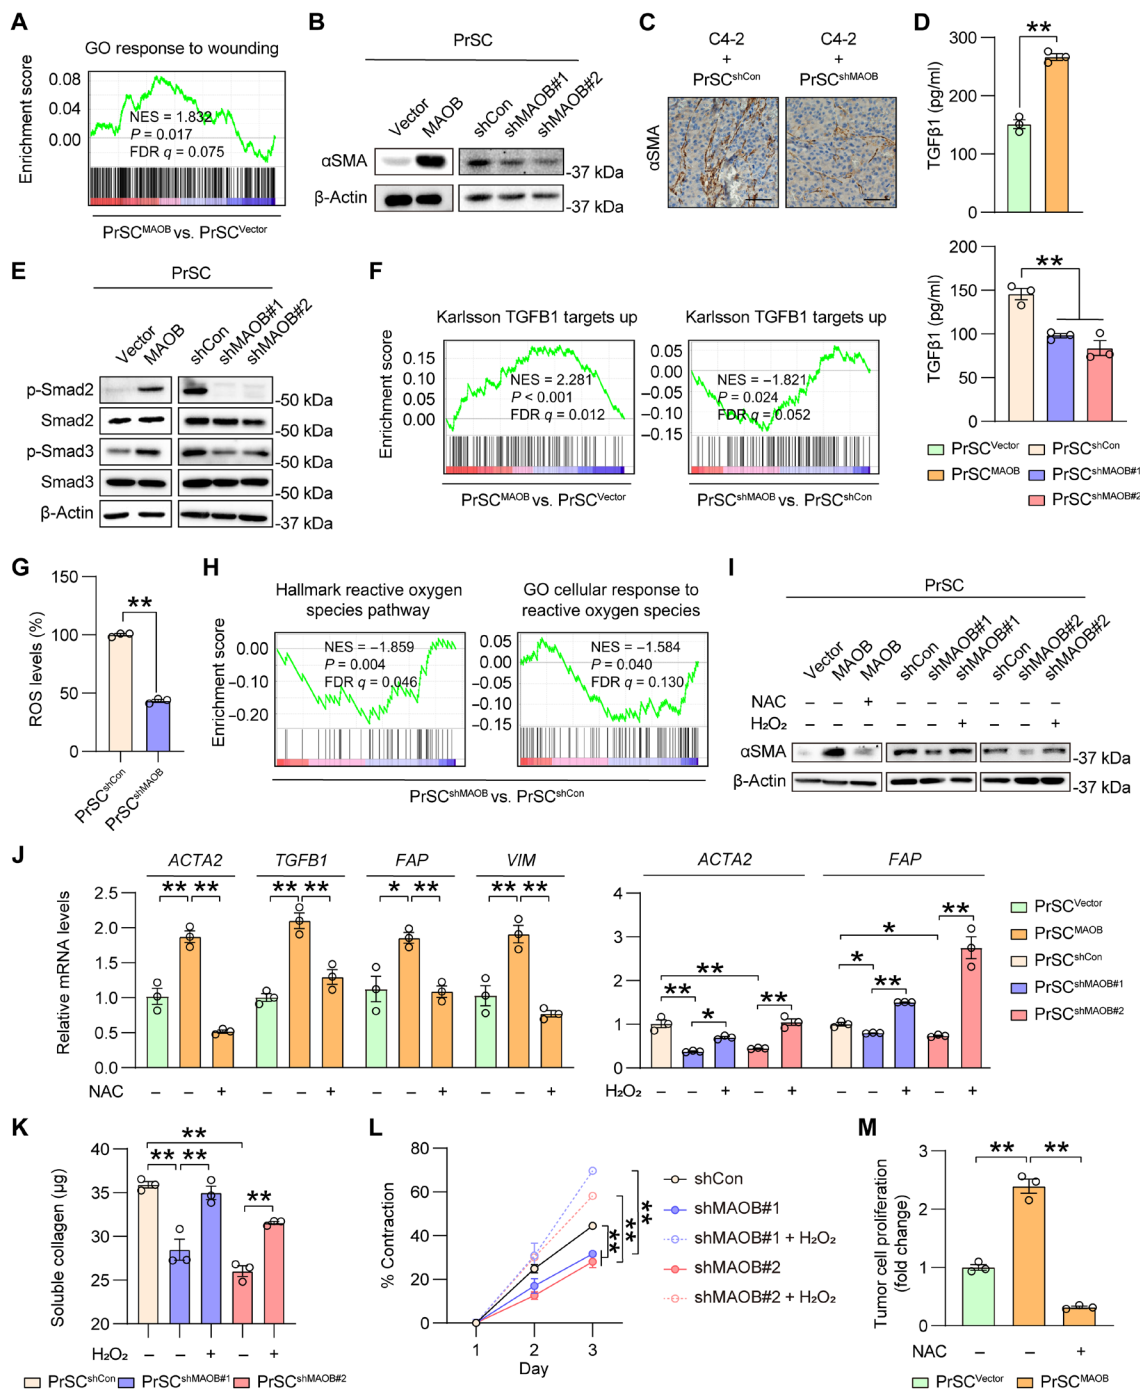 A
GO response to wounding
Enrichment score
0.08
0.04
0.00
NES = 1.832
P = 0.017
FDR q = 0.075
PrSCMAOB vs. PrSCVector
B
PrSC
Vector
MAOB
shCon
shMAOB#1
shMAOB#2
αSMA
-37 kDa
β-Actin
-37 kDa
C
C4-2
+
PrSCshCon
C4-2
+
PrSCshMAOB
αSMA
D
TGFβ1 (pg/ml)
300
150
0
**
TGFβ1 (pg/ml)
200
150
100
50
0
**
PrSCVector
PrSCMAOB
PrSCshCon
PrSCshMAOB#1
PrSCshMAOB#2
E
PrSC
Vector
MAOB
shCon
shMAOB#1
shMAOB#2
p-Smad2
-50 kDa
Smad2
-50 kDa
p-Smad3
-50 kDa
Smad3
-50 kDa
β-Actin
-37 kDa
F
Karlsson TGFB1 targets up
Enrichment score
0.15
0.10
0.05
0.00
NES = 2.281
P < 0.001
FDR q = 0.012
PrSCMAOB vs. PrSCVector
Karlsson TGFB1 targets up
0.05
0.00
−0.05
−0.10
−0.15
NES = −1.821
P = 0.024
FDR q = 0.052
PrSCshMAOB vs. PrSCshCon
G
ROS levels (%)
150
100
50
0
**
PrSCshCon
PrSCshMAOB
H
Hallmark reactive oxygen
species pathway
Enrichment score
0.00
−0.10
−0.20
NES = −1.859
P = 0.004
FDR q = 0.046
GO cellular response to
reactive oxygen species
0.05
0.00
−0.05
−0.10
−0.15
NES = −1.584
P = 0.040
FDR q = 0.130
PrSCshMAOB vs. PrSCshCon
I
PrSC
Vector
MAOB
MAOB
shCon
shMAOB#1
shMAOB#1
shCon
shMAOB#2
shMAOB#2
NAC − − + − − − − − −
H₂O₂ − − − − − + − − +
αSMA
-37 kDa
β-Actin
-37 kDa
J
Relative mRNA levels
2.5
2.0
1.5
1.0
0.5
0.0
ACTA2
TGFB1
FAP
VIM
** ** ** ** * ** ** **
NAC − − + − − + − − + − − +
4
3
2
1
0
ACTA2
FAP
**
** * **
*
* ** **
H₂O₂ − − + − + − − + − +
PrSCVector
PrSCMAOB
PrSCshCon
PrSCshMAOB#1
PrSCshMAOB#2
K
Soluble collagen (µg)
40
35
30
25
20
**
** **
**
H₂O₂ − − + − +
PrSCshCon
PrSCshMAOB#1
PrSCshMAOB#2
L
% Contraction
80
60
40
20
0
1 2 3
Day
**
**
**
shCon
shMAOB#1
shMAOB#1 + H₂O₂
shMAOB#2
shMAOB#2 + H₂O₂
M
Tumor cell proliferation
(fold change)
3
2
1
0
** **
NAC − − +
PrSCVector
PrSCMAOB